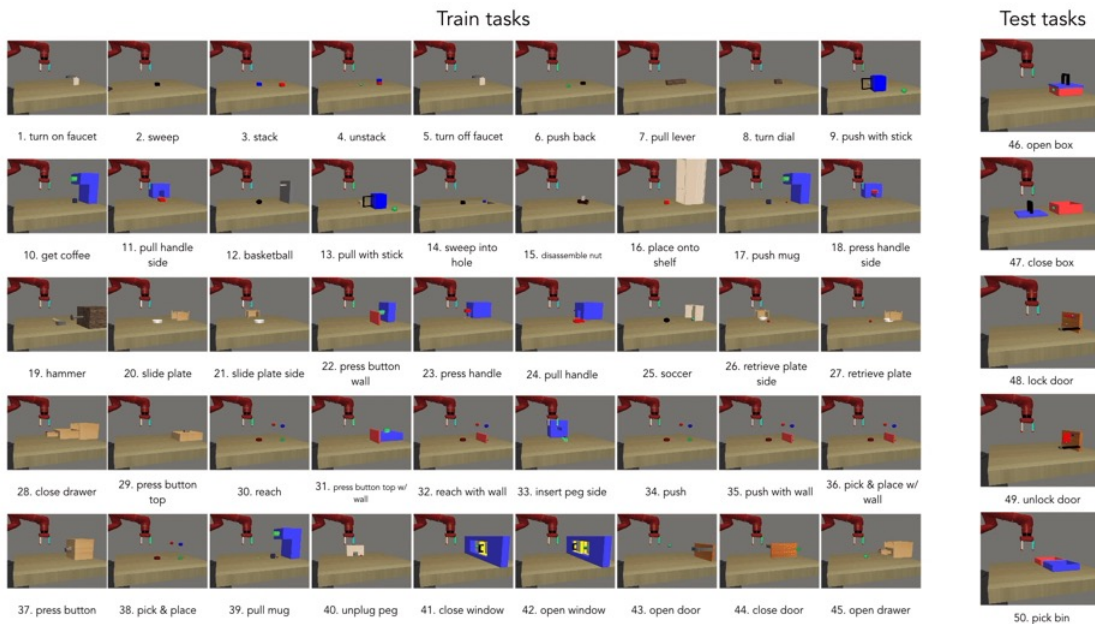 Train tasks
Test tasks
1. turn on faucet
2. sweep
3. stack
4. unstack
5. turn off faucet
6. push back
7. pull lever
8. turn dial
9. push with stick
46. open box
10. get coffee
11. pull handle
side
12. basketball
13. pull with stick
14. sweep into
hole
15. disassemble nut
16. place onto
shelf
17. push mug
18. press handle
side
47. close box
19. hammer
20. slide plate
21. slide plate side
22. press button
wall
23. press handle
24. pull handle
25. soccer
26. retrieve plate
side
27. retrieve plate
48. lock door
28. close drawer
29. press button
top
30. reach
31. press button top w/
wall
32. reach with wall
33. insert peg side
34. push
35. push with wall
36. pick & place w/
wall
49. unlock door
37. press button
38. pick & place
39. pull mug
40. unplug peg
41. close window
42. open window
43. open door
44. close door
45. open drawer
50. pick bin